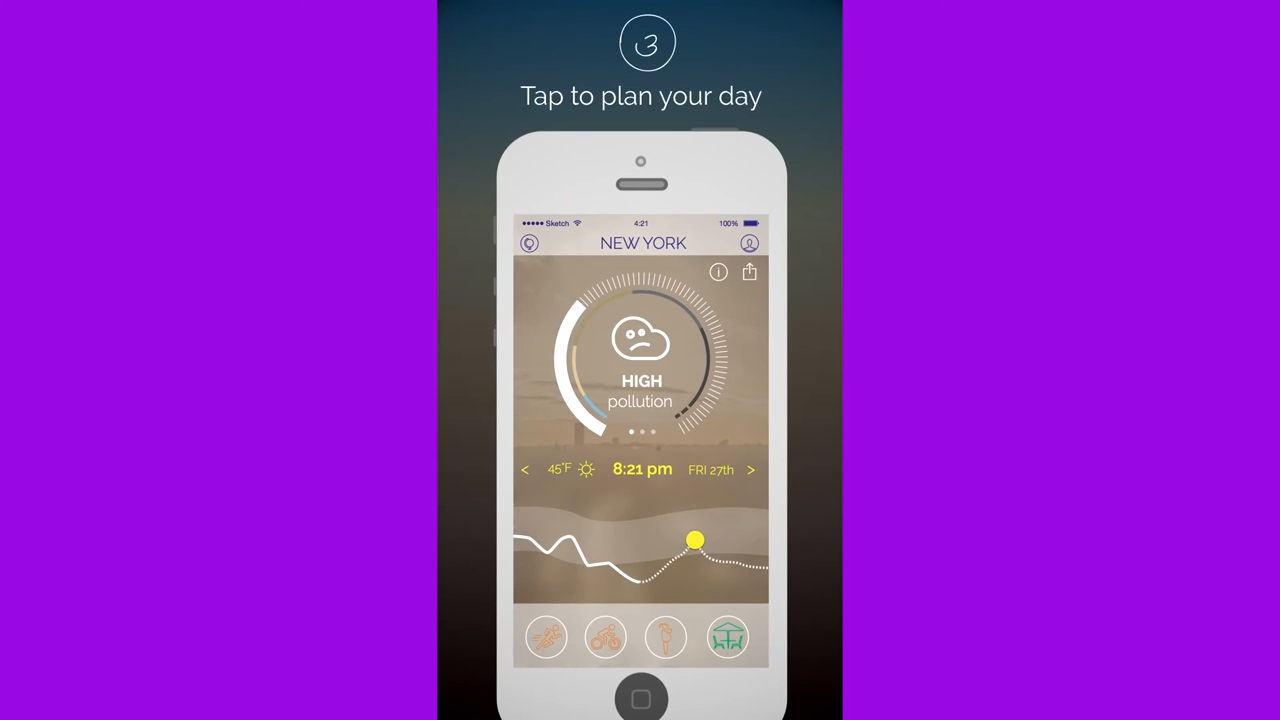 3
Tap to plan your day
Sketch 4:21 100%
NEW YORK
i
HIGH
pollution
< 45°F 8:21 pm FRI 27th >